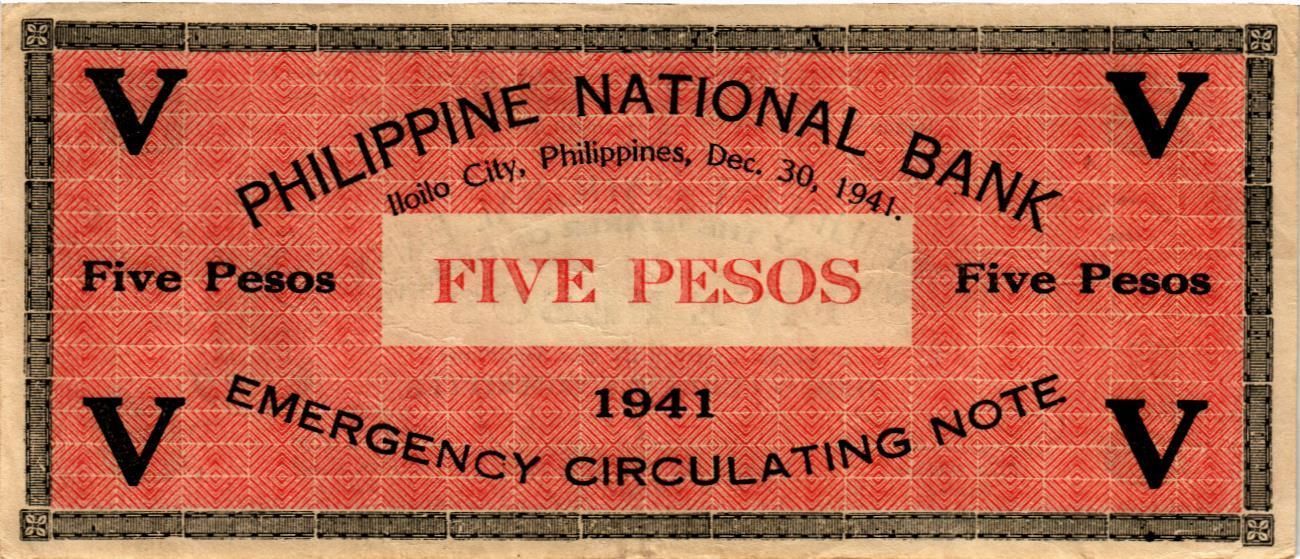 V V
PHILIPPINE NATIONAL BANK
Iloilo City, Philippines, Dec. 30, 1941.
Five Pesos FIVE PESOS Five Pesos
1941
V V
EMERGENCY CIRCULATING NOTE